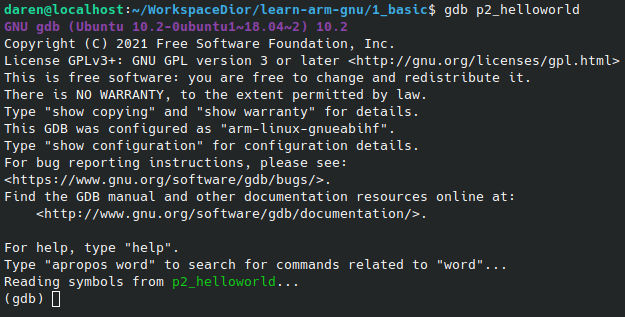 daren@localhost:~/WorkspaceDior/learn-arm-gnu/1_basic$ gdb p2_helloworld
GNU gdb (Ubuntu 10.2-0ubuntu1~18.04~2) 10.2
Copyright (C) 2021 Free Software Foundation, Inc.
License GPLv3+: GNU GPL version 3 or later <http://gnu.org/licenses/gpl.html>
This is free software: you are free to change and redistribute it.
There is NO WARRANTY, to the extent permitted by law.
Type "show copying" and "show warranty" for details.
This GDB was configured as "arm-linux-gnueabihf".
Type "show configuration" for configuration details.
For bug reporting instructions, please see:
<https://www.gnu.org/software/gdb/bugs/>.
Find the GDB manual and other documentation resources online at:
    <http://www.gnu.org/software/gdb/documentation/>.

For help, type "help".
Type "apropos word" to search for commands related to "word"...
Reading symbols from p2_helloworld...
(gdb)